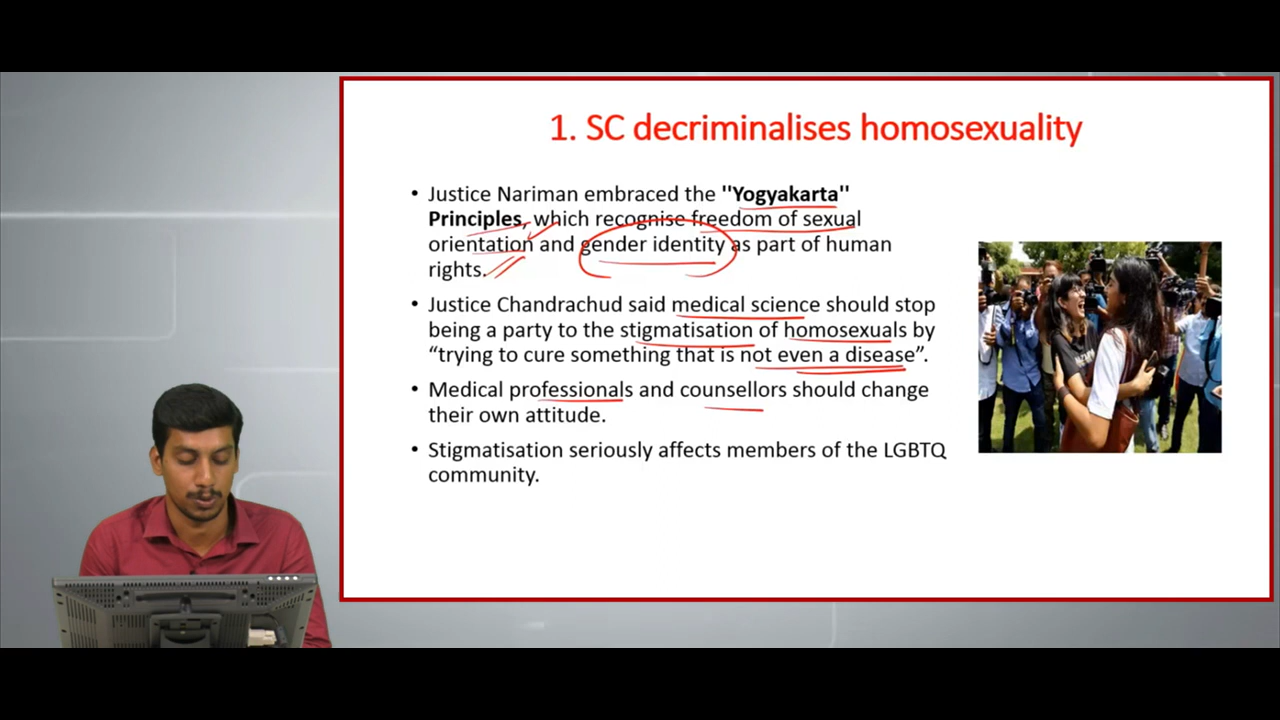 1. SC decriminalises homosexuality
• Justice Nariman embraced the "Yogyakarta"
Principles, which recognise freedom of sexual
orientation and gender identity as part of human
rights.
• Justice Chandrachud said medical science should stop
being a party to the stigmatisation of homosexuals by
“trying to cure something that is not even a disease”.
• Medical professionals and counsellors should change
their own attitude.
• Stigmatisation seriously affects members of the LGBTQ
community.